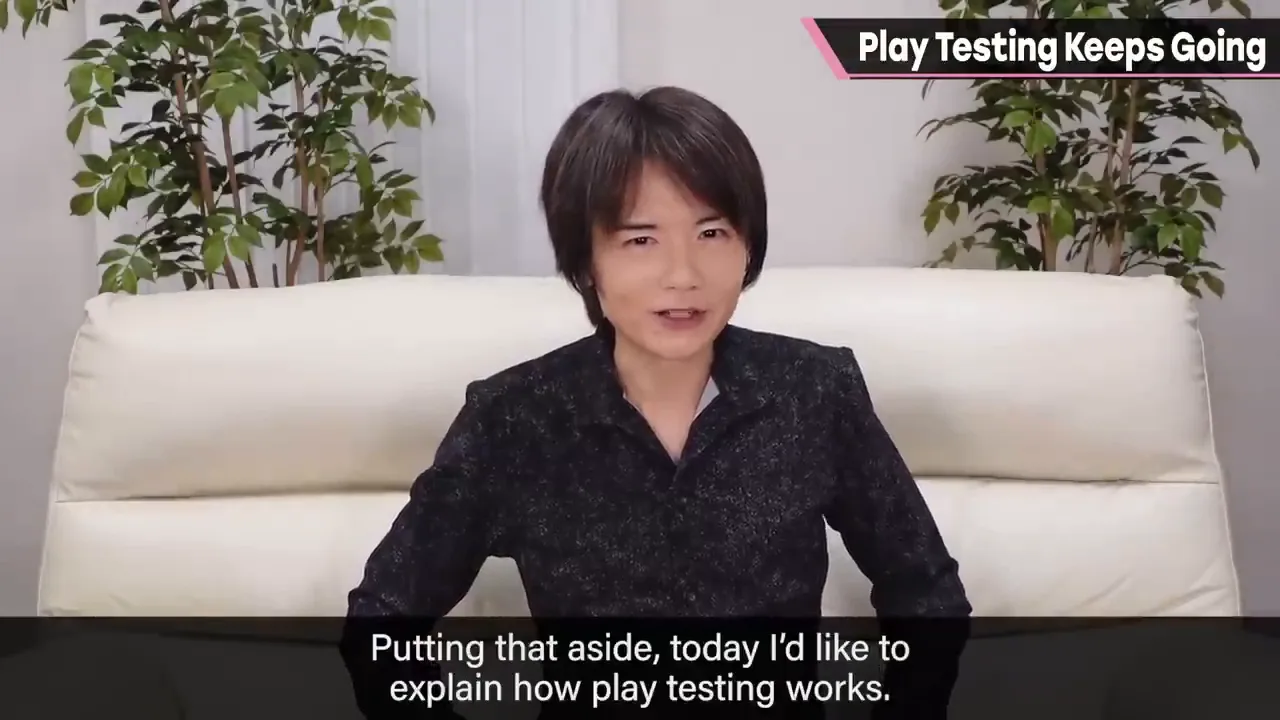 Play Testing Keeps Going
Putting that aside, today I'd like to
explain how play testing works.